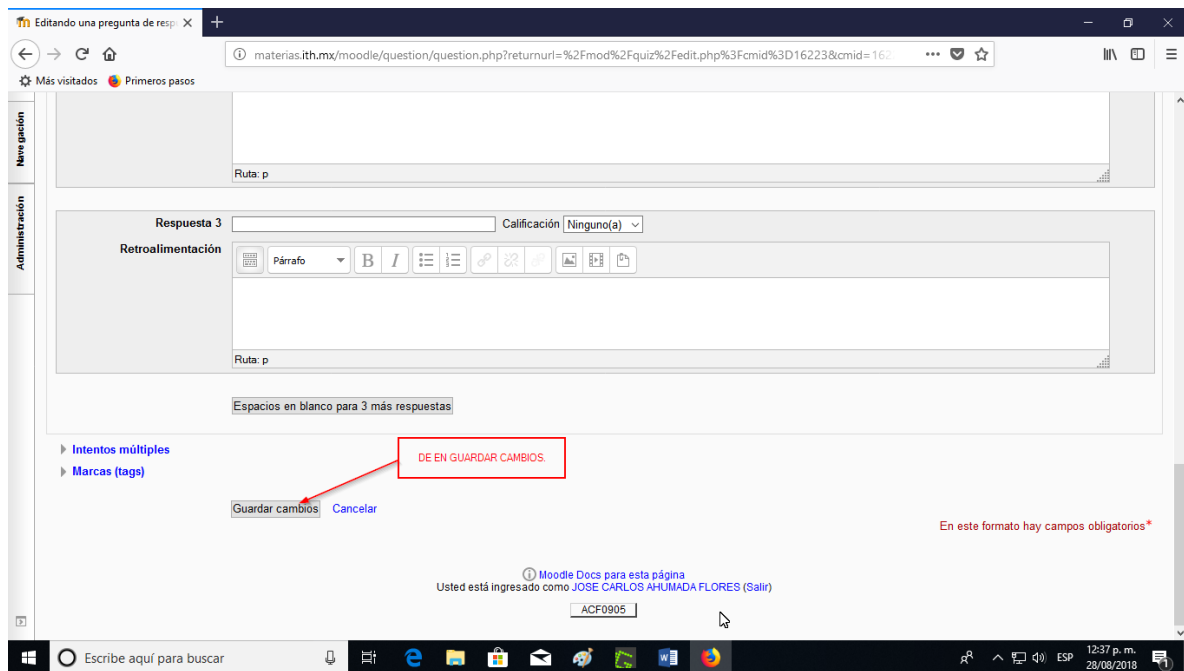 Editando una pregunta de resp
materias.ith.mx/moodle/question/question.php?returnurl=%2Fmod%2Fquiz%2Fedit.php%3Fcmid%3D16223&cmid=162
Más visitados Primeros pasos
Navegación
Administración
Ruta: p
Respuesta 3 Calificación Ninguno(a)
Retroalimentación
Párrafo B I
Ruta: p
Espacios en blanco para 3 más respuestas
Intentos múltiples
DE EN GUARDAR CAMBIOS.
Marcas (tags)
Guardar cambios Cancelar
En este formato hay campos obligatorios*
Moodle Docs para esta página
Usted está ingresado como JOSE CARLOS AHUMADA FLORES (Salir)
ACF0905
Escribe aquí para buscar
ESP
12:37 p. m.
28/08/2018